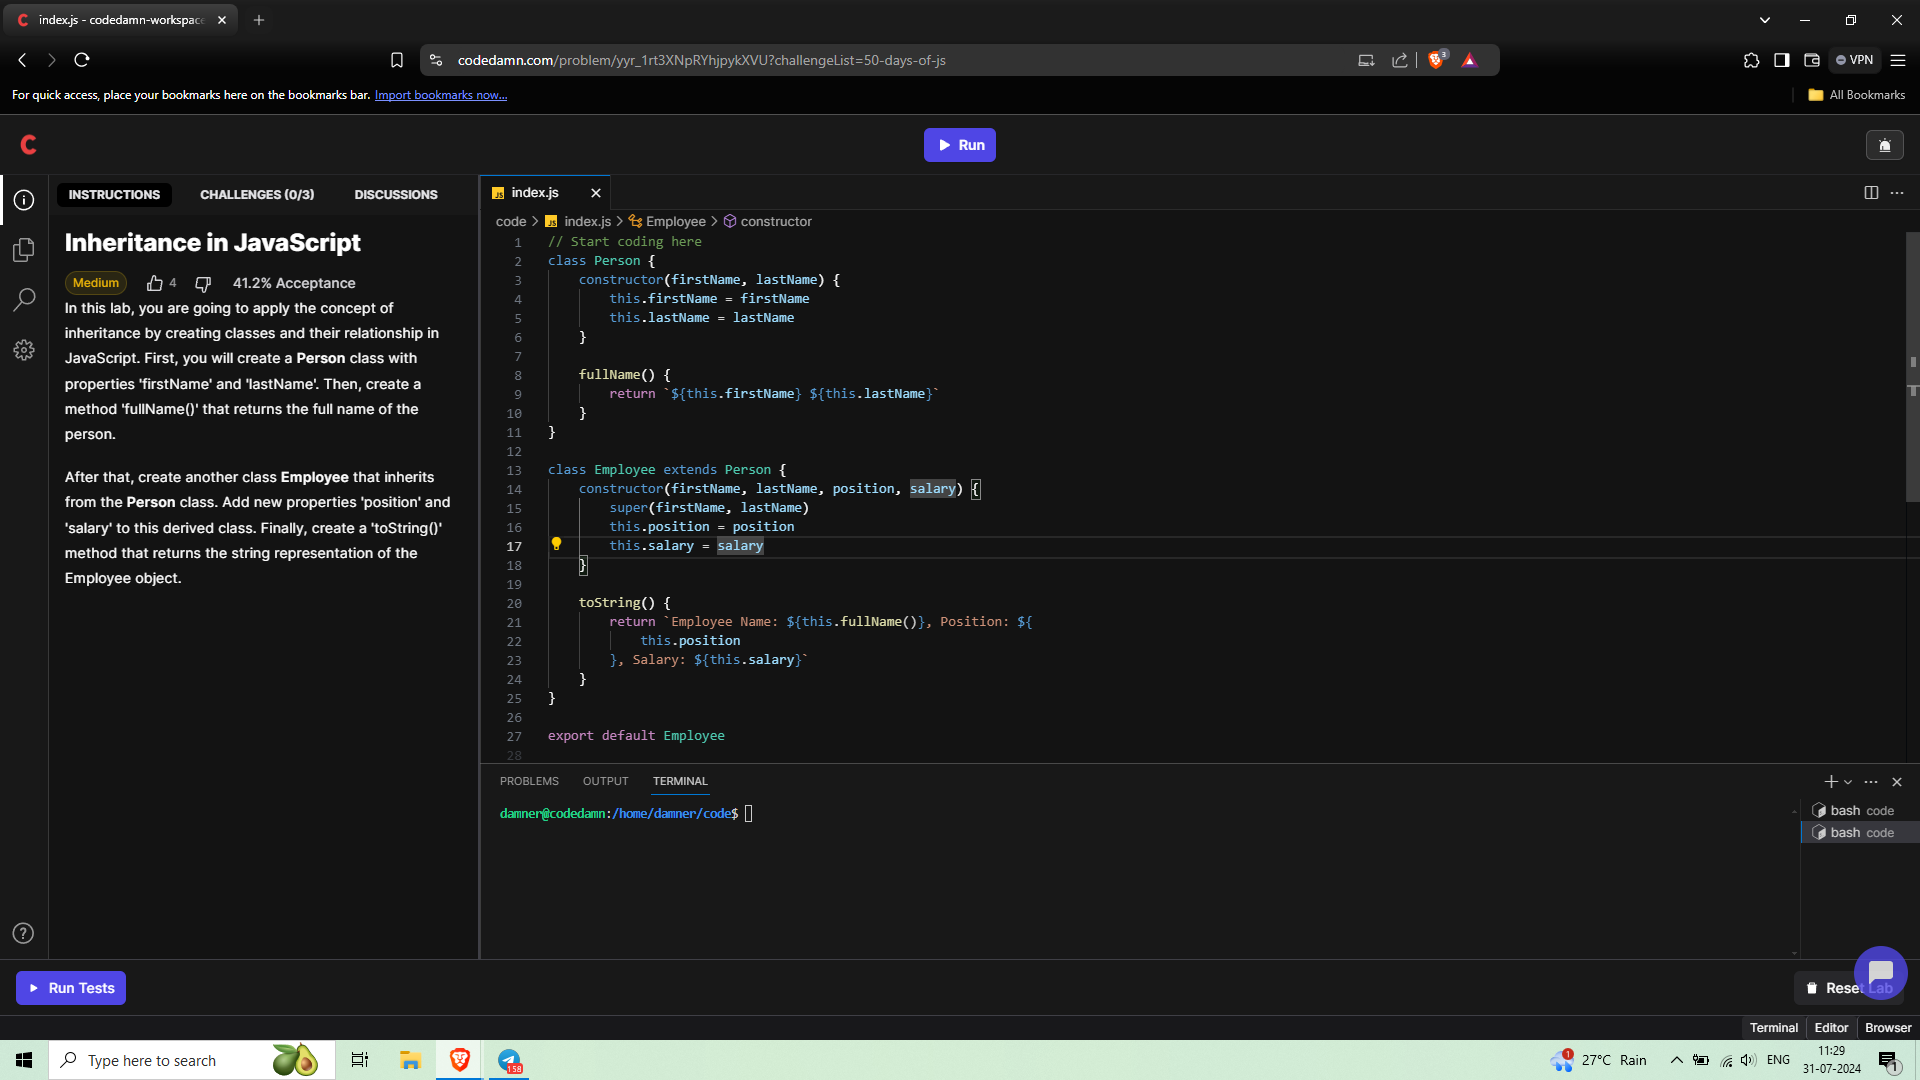 index.js - codedamn-workspace
codedamn.com/problem/yyr_1rt3XNpRYhjpykXVU?challengeList=50-days-of-js
3
VPN
For quick access, place your bookmarks here on the bookmarks bar. Import bookmarks now...
All Bookmarks
C
Run
INSTRUCTIONS
CHALLENGES (0/3)
DISCUSSIONS
Inheritance in JavaScript
Medium
4
41.2% Acceptance
In this lab, you are going to apply the concept of
inheritance by creating classes and their relationship in
JavaScript. First, you will create a Person class with
properties 'firstName' and 'lastName'. Then, create a
method 'fullName()' that returns the full name of the
person.
After that, create another class Employee that inherits
from the Person class. Add new properties 'position' and
'salary' to this derived class. Finally, create a 'toString()'
method that returns the string representation of the
Employee object.
JS index.js
code > JS index.js > Employee > constructor
1 // Start coding here
2 class Person {
3 constructor(firstName, lastName) {
4 this.firstName = firstName
5 this.lastName = lastName
6 }
7
8 fullName() {
9 return `${this.firstName} ${this.lastName}`
10 }
11 }
12
13 class Employee extends Person {
14 constructor(firstName, lastName, position, salary) {
15 super(firstName, lastName)
16 this.position = position
17 this.salary = salary
18 }
19
20 toString() {
21 return `Employee Name: ${this.fullName()}, Position: ${
22 this.position
23 }, Salary: ${this.salary}`
24 }
25 }
26
27 export default Employee
28
PROBLEMS
OUTPUT
TERMINAL
damner@codedamn:/home/damner/code$
bash code
bash code
Run Tests
Reset Lab
Terminal
Editor
Browser
Type here to search
158
1
27°C Rain
ENG
11:29
31-07-2024
1